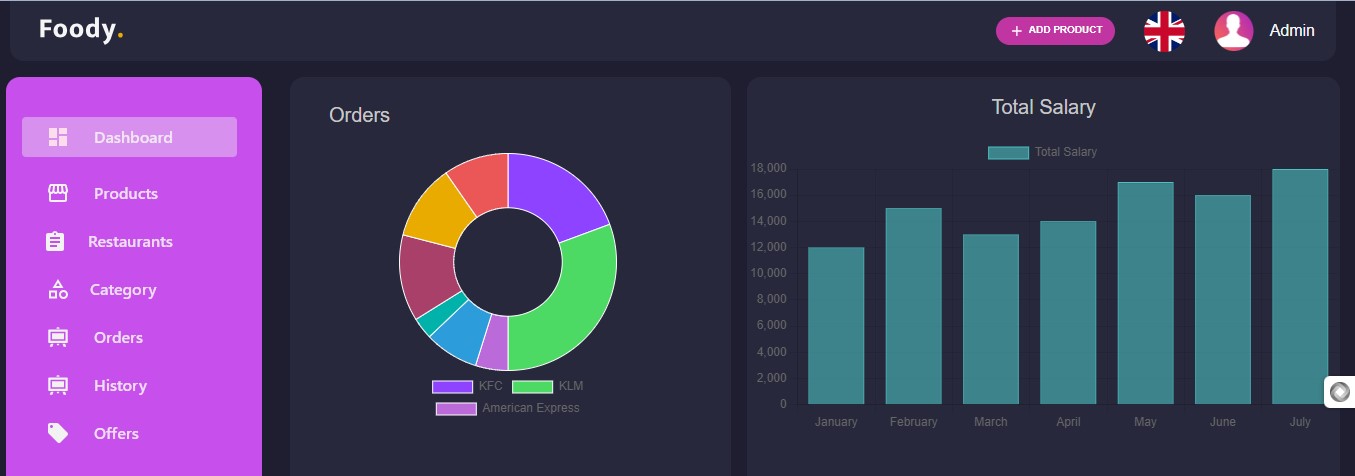 Foody.
ADD PRODUCT
Admin
Dashboard
Products
Restaurants
Category
Orders
History
Offers
Orders
KFC KLM
American Express
Total Salary
Total Salary
18,000
16,000
14,000
12,000
10,000
8,000
6,000
4,000
2,000
0
January February March April May June July